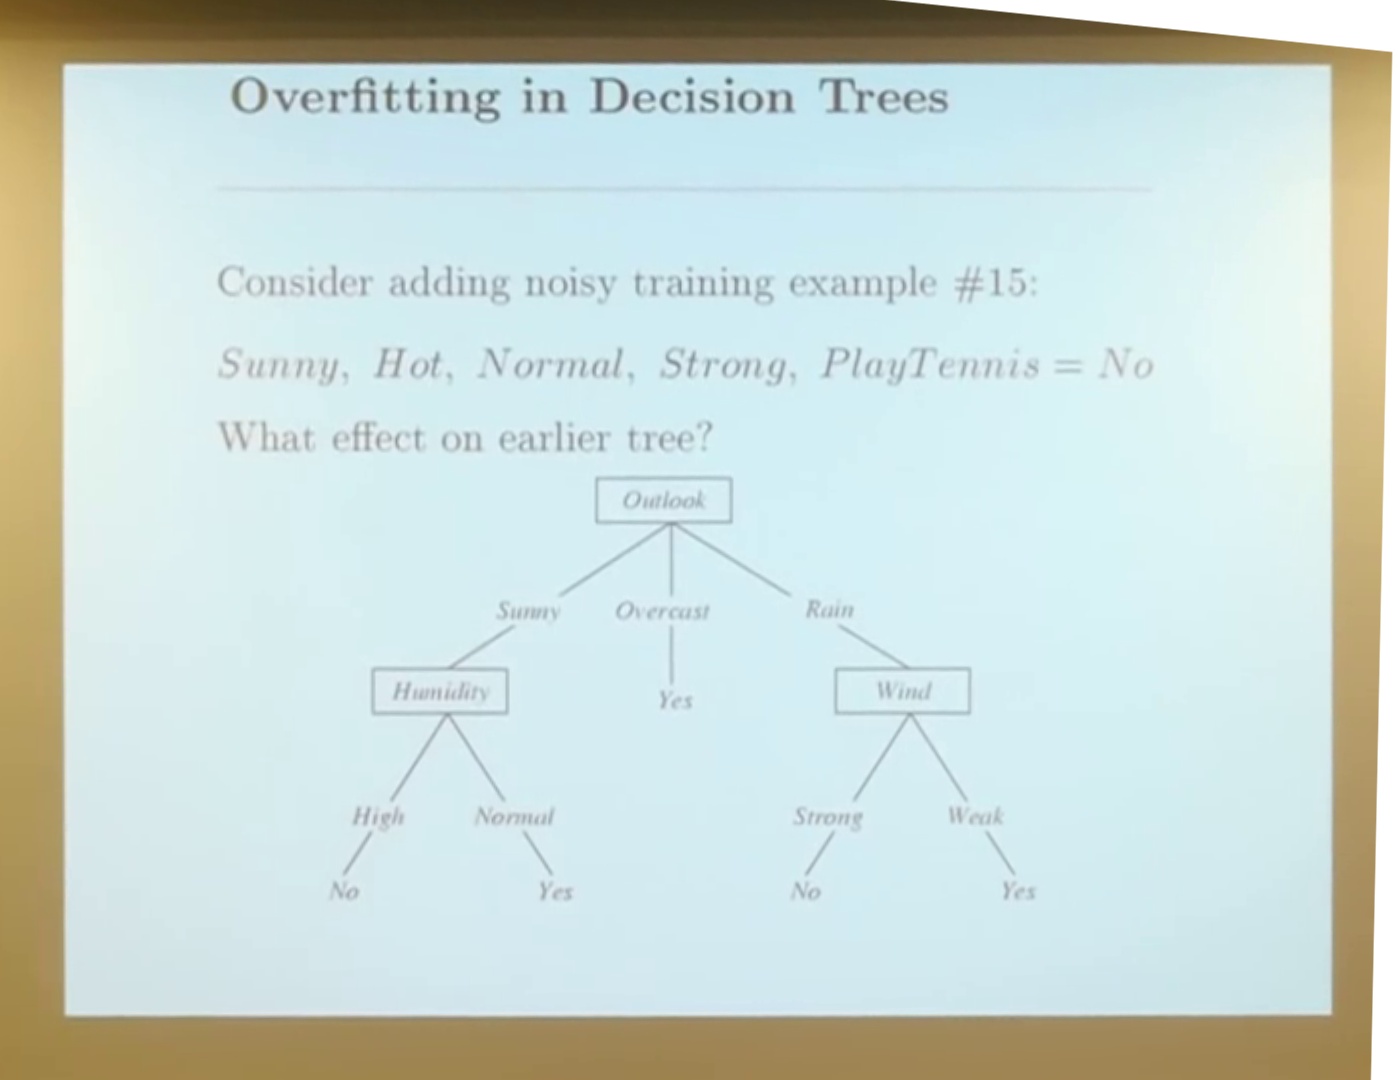 Overfitting in Decision Trees
Consider adding noisy training example #15:
Sunny, Hot, Normal, Strong, PlayTennis = No
What effect on earlier tree?
Outlook
Sunny Overcast Rain
Humidity Yes Wind
High Normal Strong Weak
No Yes No Yes